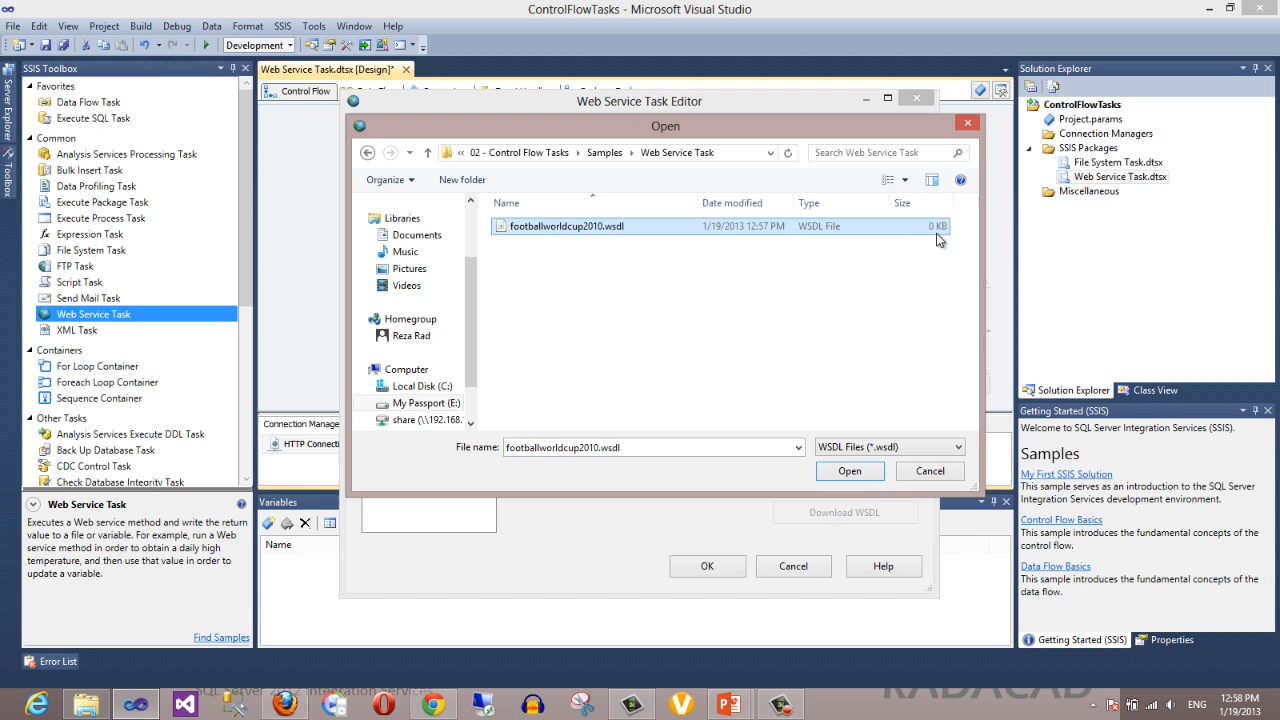 ControlFlowTasks - Microsoft Visual Studio
File Edit View Project Build Debug Data Format SSIS Tools Window Help
Development
Server Explorer
Toolbox
SSIS Toolbox
Favorites
Data Flow Task
Execute SQL Task
Common
Analysis Services Processing Task
Bulk Insert Task
Data Profiling Task
Execute Package Task
Execute Process Task
Expression Task
File System Task
FTP Task
Script Task
Send Mail Task
Web Service Task
XML Task
Containers
For Loop Container
Foreach Loop Container
Sequence Container
Other Tasks
Analysis Services Execute DDL Task
Back Up Database Task
CDC Control Task
Check Database Integrity Task
Web Service Task
Executes a Web service method and write the return
value to a file or variable. For example, run a Web
service method in order to obtain a daily high
temperature, and then use that value in order to
update a variable.
Find Samples
Error List
Web Service Task.dtsx [Design]*
Control Flow
Web Service Task Editor
Open
« 02 - Control Flow Tasks Samples Web Service Task
Search Web Service Task
Organize New folder
Name Date modified Type Size
footballworldcup2010.wsdl 1/19/2013 12:57 PM WSDL File 0 KB
Libraries
Documents
Music
Pictures
Videos
Homegroup
Reza Rad
Computer
Local Disk (C:)
My Passport (E:)
share (\\192.168.
File name: footballworldcup2010.wsdl WSDL Files (*.wsdl)
Open Cancel
Download WSDL
OK Cancel Help
Connection Manage
HTTP Connecti
Variables
Name
Solution Explorer
ControlFlowTasks
Project.params
Connection Managers
SSIS Packages
File System Task.dtsx
Web Service Task.dtsx
Miscellaneous
Solution Explorer Class View
Getting Started (SSIS)
Welcome to SQL Server Integration Services (SSIS).
Samples
My First SSIS Solution
This sample serves as an introduction to the SQL Server
Integration Services development environment.
Control Flow Basics
This sample introduces the fundamental concepts of the
control flow.
Data Flow Basics
This sample introduces the fundamental concepts of the
data flow.
Getting Started (SSIS) Properties
SQL Server 2012 Integration Services
RADACAD
ENG
12:58 PM
1/19/2013